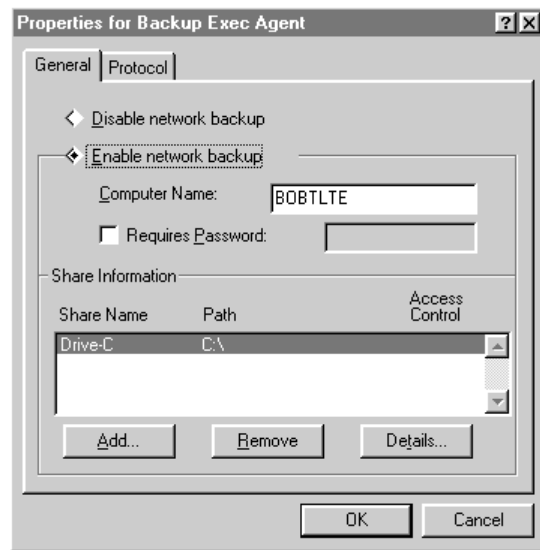 Properties for Backup Exec Agent
General Protocol
Disable network backup
Enable network backup
Computer Name: BOBTLTE
Requires Password:
Share Information
Share Name Path Access Control
Drive-C C:\
Add... Remove Details...
OK Cancel